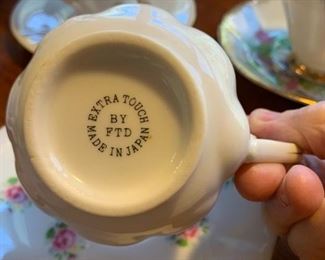 EXTRA TOUCH
BY
FTD
MADE IN JAPAN